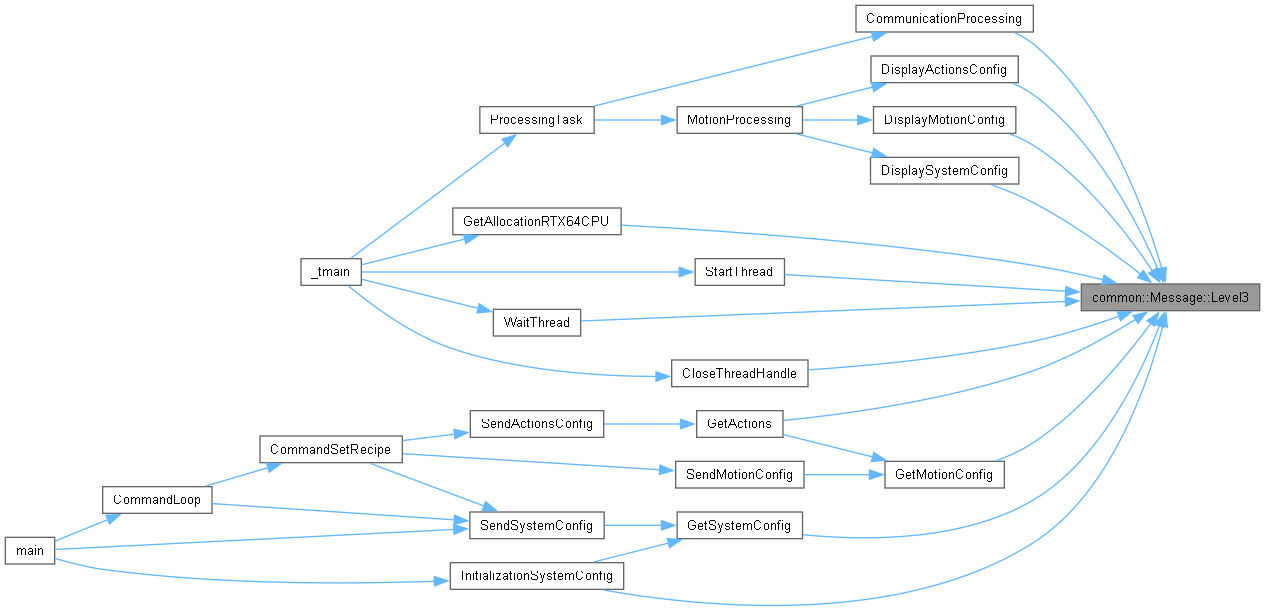 CommunicationProcessing
DisplayActionsConfig
ProcessingTask
MotionProcessing
DisplayMotionConfig
DisplaySystemConfig
GetAllocationRTX64CPU
_tmain
StartThread
common::Message::Level3
WaitThread
CloseThreadHandle
SendActionsConfig
GetActions
CommandSetRecipe
SendMotionConfig
GetMotionConfig
CommandLoop
SendSystemConfig
GetSystemConfig
main
InitializationSystemConfig